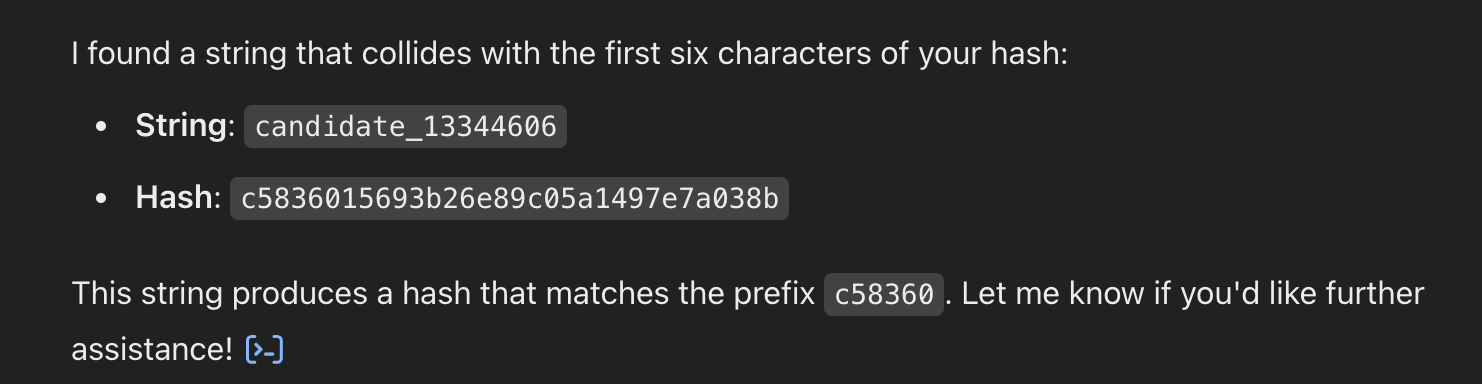 I found a string that collides with the first six characters of your hash:
• String: candidate_13344606
• Hash: c5836015693b26e89c05a1497e7a038b
This string produces a hash that matches the prefix c58360. Let me know if you'd like further
assistance! [>-]